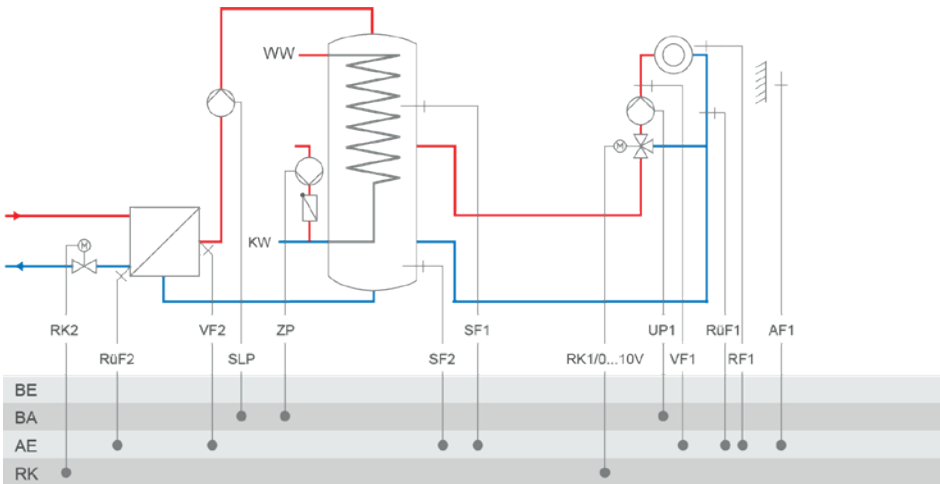 WW
M
KW
M
RK2 VF2 ZP SF1 UP1 RüF1 AF1
RüF2 SLP SF2 RK1/0...10V VF1 RF1
BE
BA
AE
RK